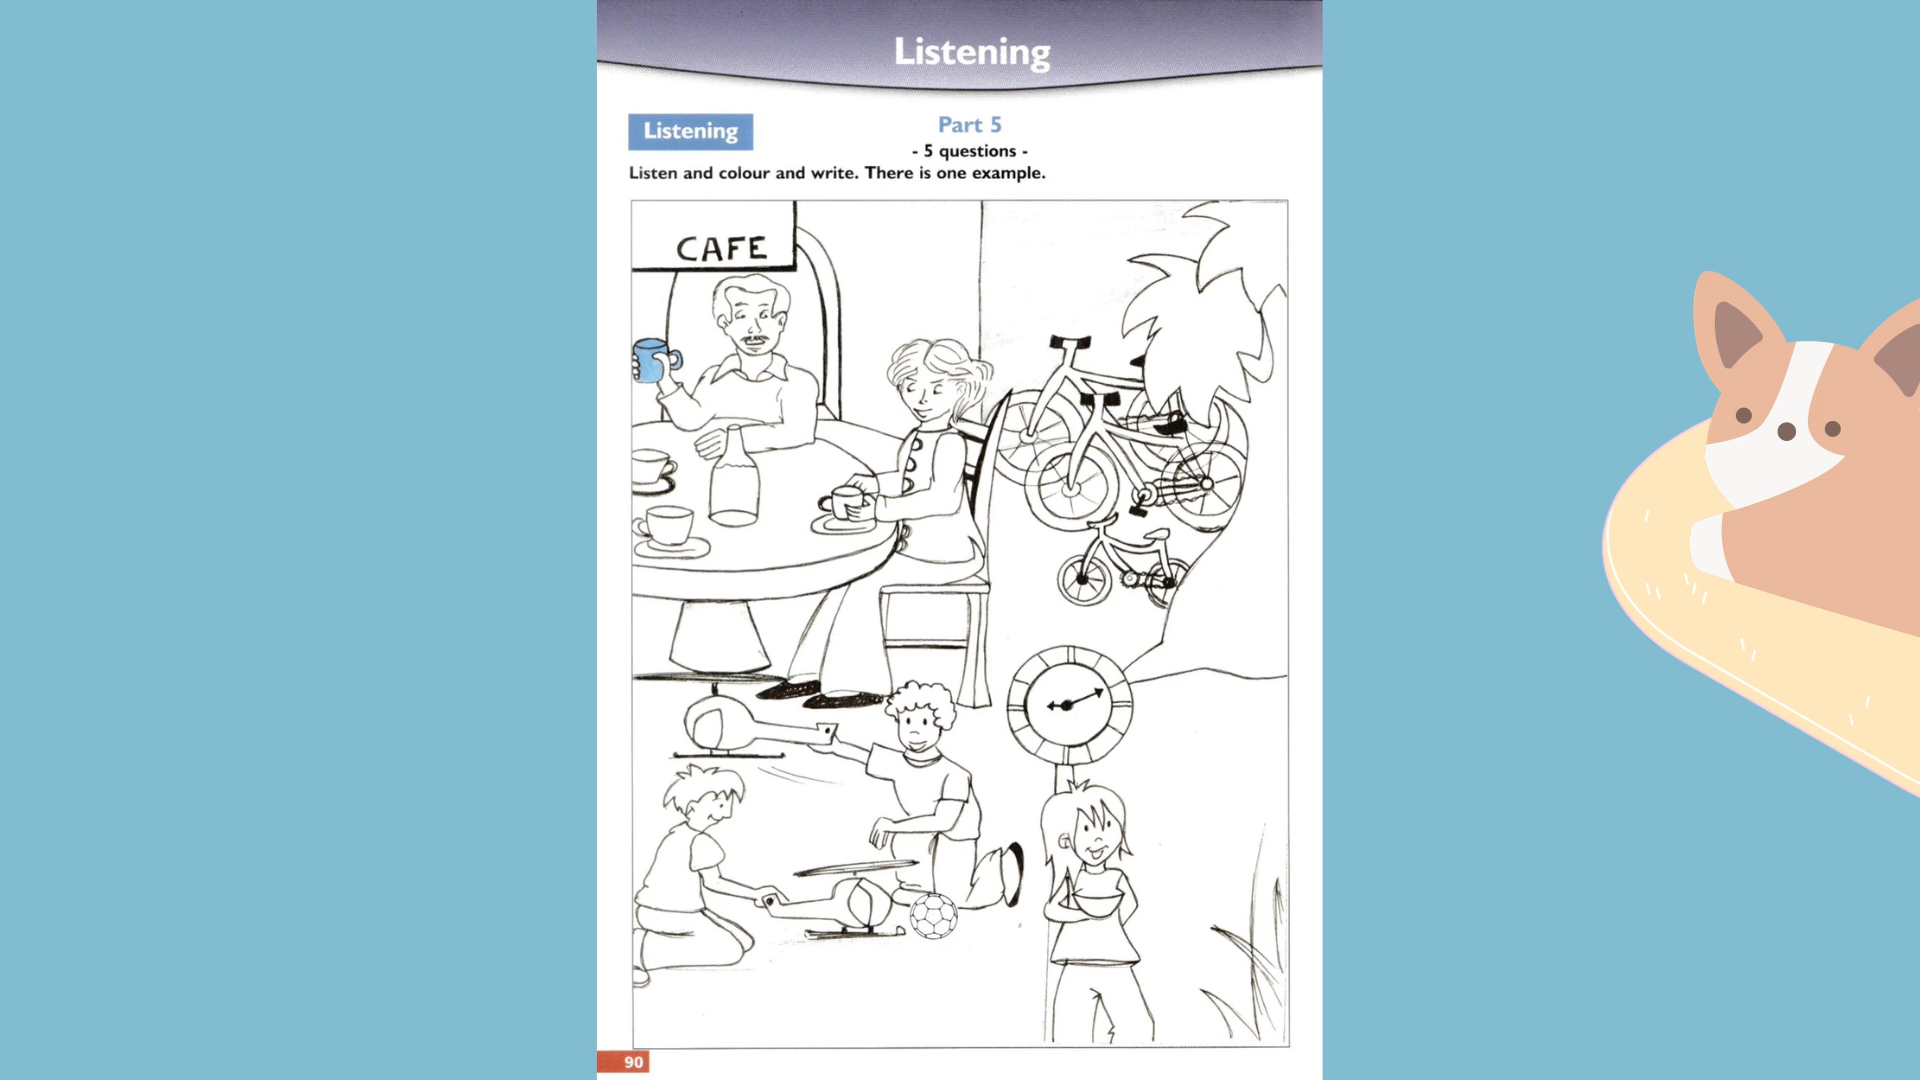 Listening
Listening
Part 5
- 5 questions -
Listen and colour and write. There is one example.
CAFE
90